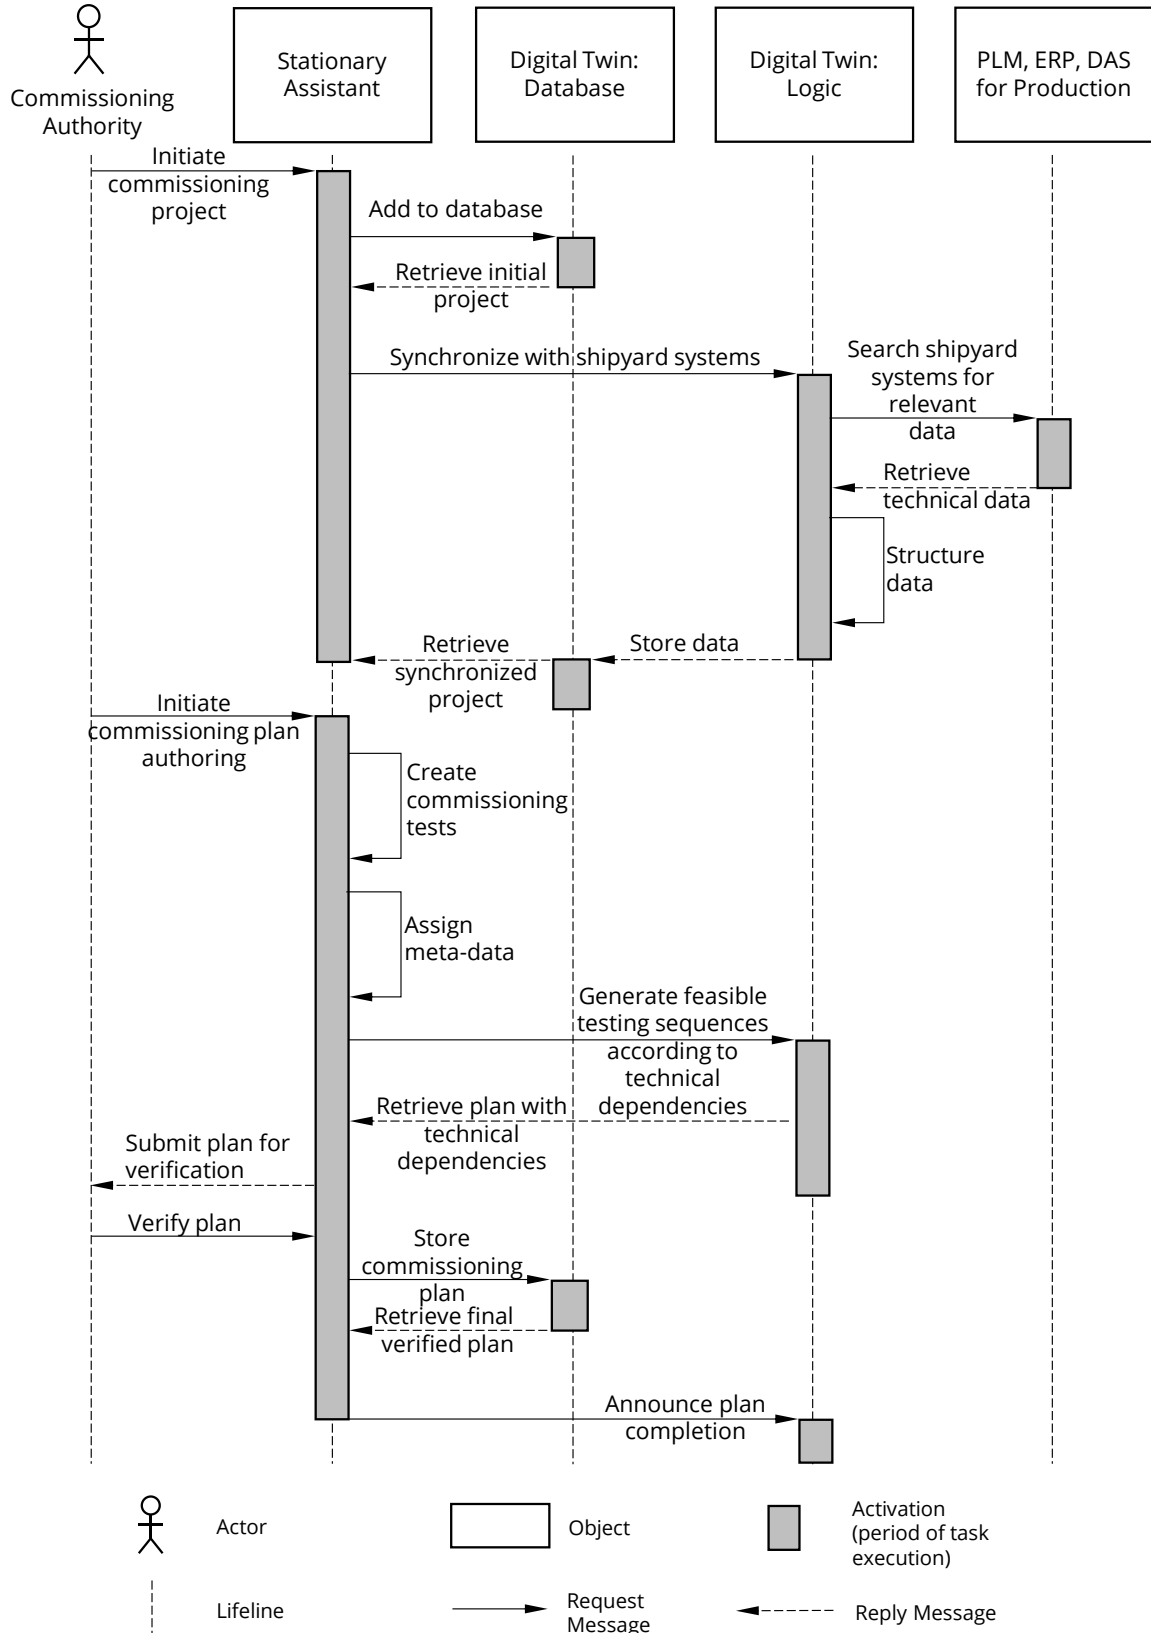 Commissioning
Authority
Stationary
Assistant
Digital Twin:
Database
Digital Twin:
Logic
PLM, ERP, DAS
for Production
Initiate
commissioning
project
Add to database
Retrieve initial
project
Synchronize with shipyard systems
Search shipyard
systems for
relevant
data
Retrieve
technical data
Structure
data
Store data
Retrieve
synchronized
project
Initiate
commissioning plan
authoring
Create
commissioning
tests
Assign
meta-data
Generate feasible
testing sequences
according to
technical
dependencies
Retrieve plan with
technical
dependencies
Submit plan for
verification
Verify plan
Store
commissioning
plan
Retrieve final
verified plan
Announce plan
completion
Actor
Object
Activation
(period of task
execution)
Lifeline
Request
Message
Reply Message